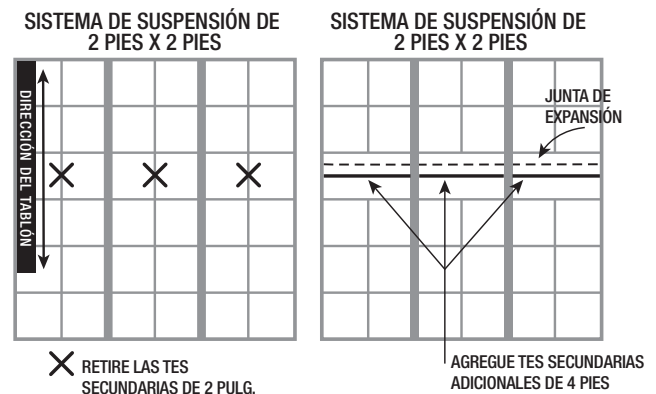 SISTEMA DE SUSPENSIÓN DE
2 PIES X 2 PIES
DIRECCIÓN DEL TABLÓN
RETIRE LAS TES
SECUNDARIAS DE 2 PULG.
SISTEMA DE SUSPENSIÓN DE
2 PIES X 2 PIES
JUNTA DE
EXPANSIÓN
AGREGUE TES SECUNDARIAS
ADICIONALES DE 4 PIES